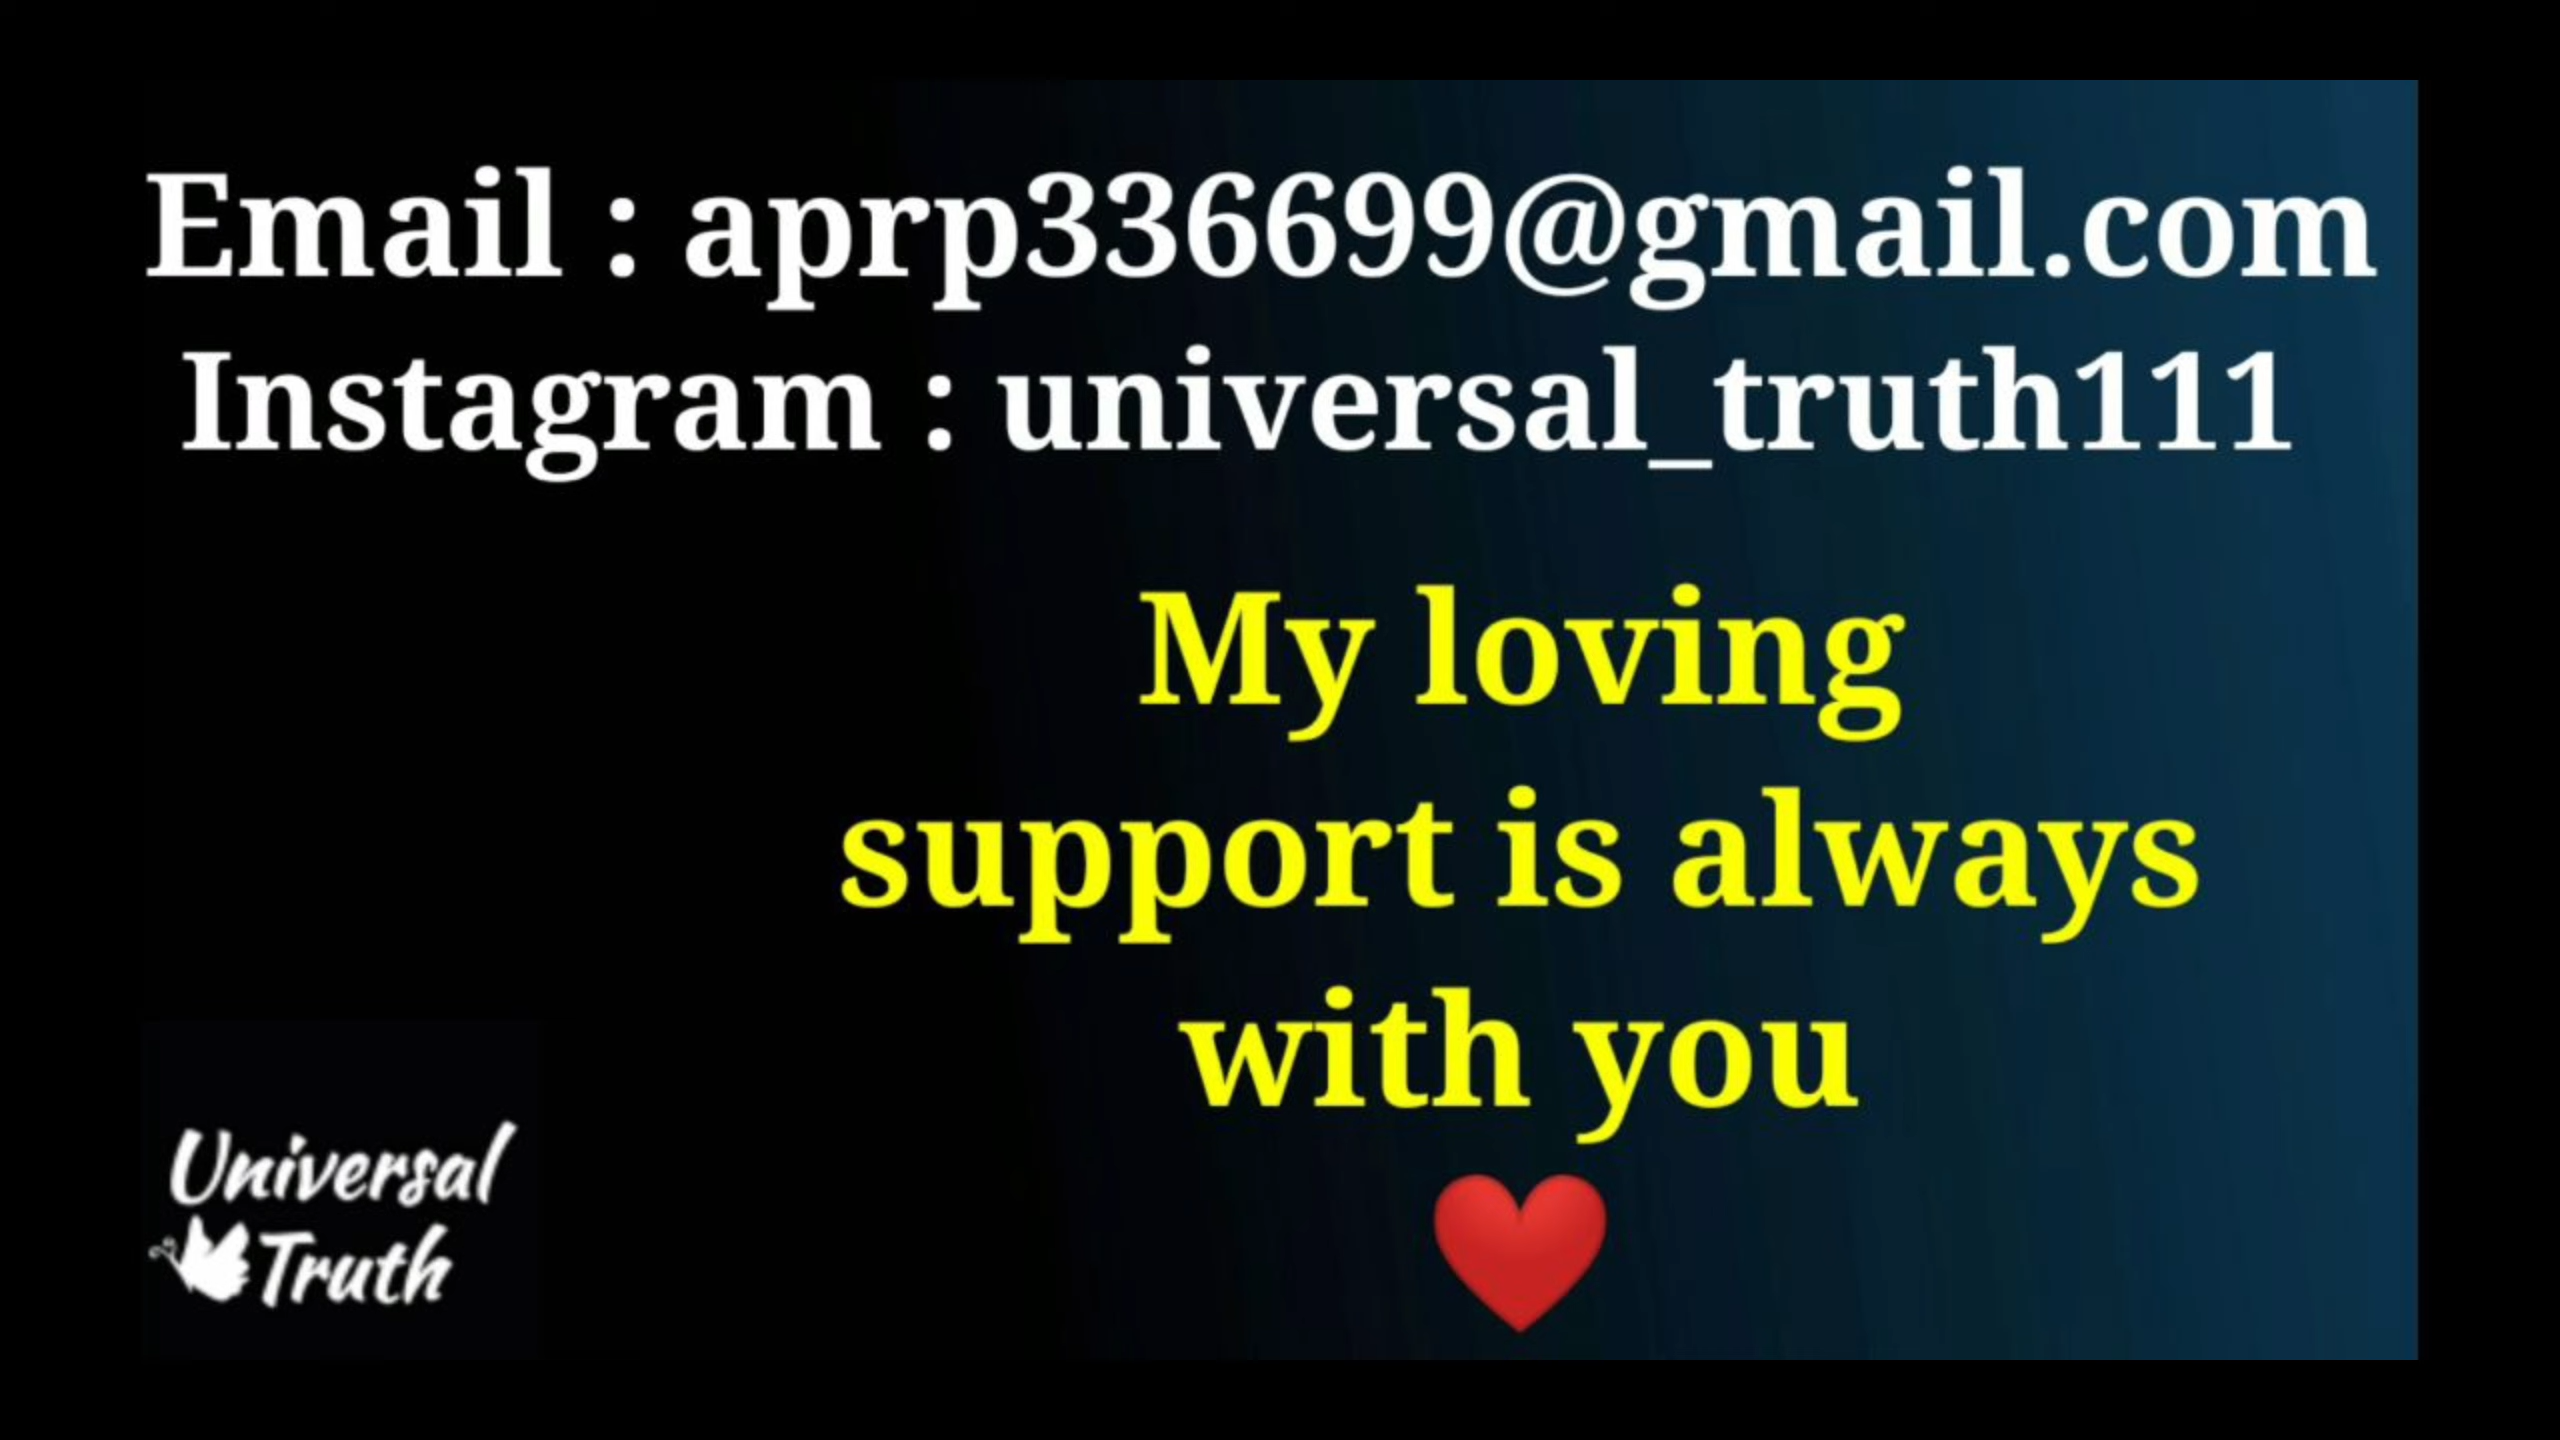 Email : aprp336699@gmail.com
Instagram : universal_truth111
My loving
support is always
with you
❤️
Universal
Truth